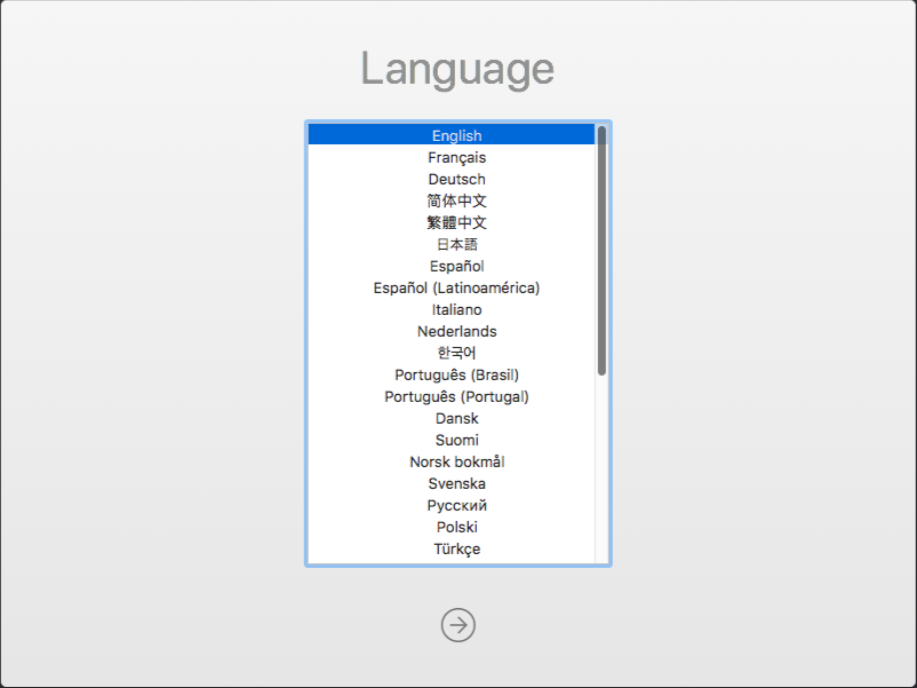 Language
English
Français
Deutsch
简体中文
繁體中文
日本語
Español
Español (Latinoamérica)
Italiano
Nederlands
한국어
Português (Brasil)
Português (Portugal)
Dansk
Suomi
Norsk bokmål
Svenska
Русский
Polski
Türkçe